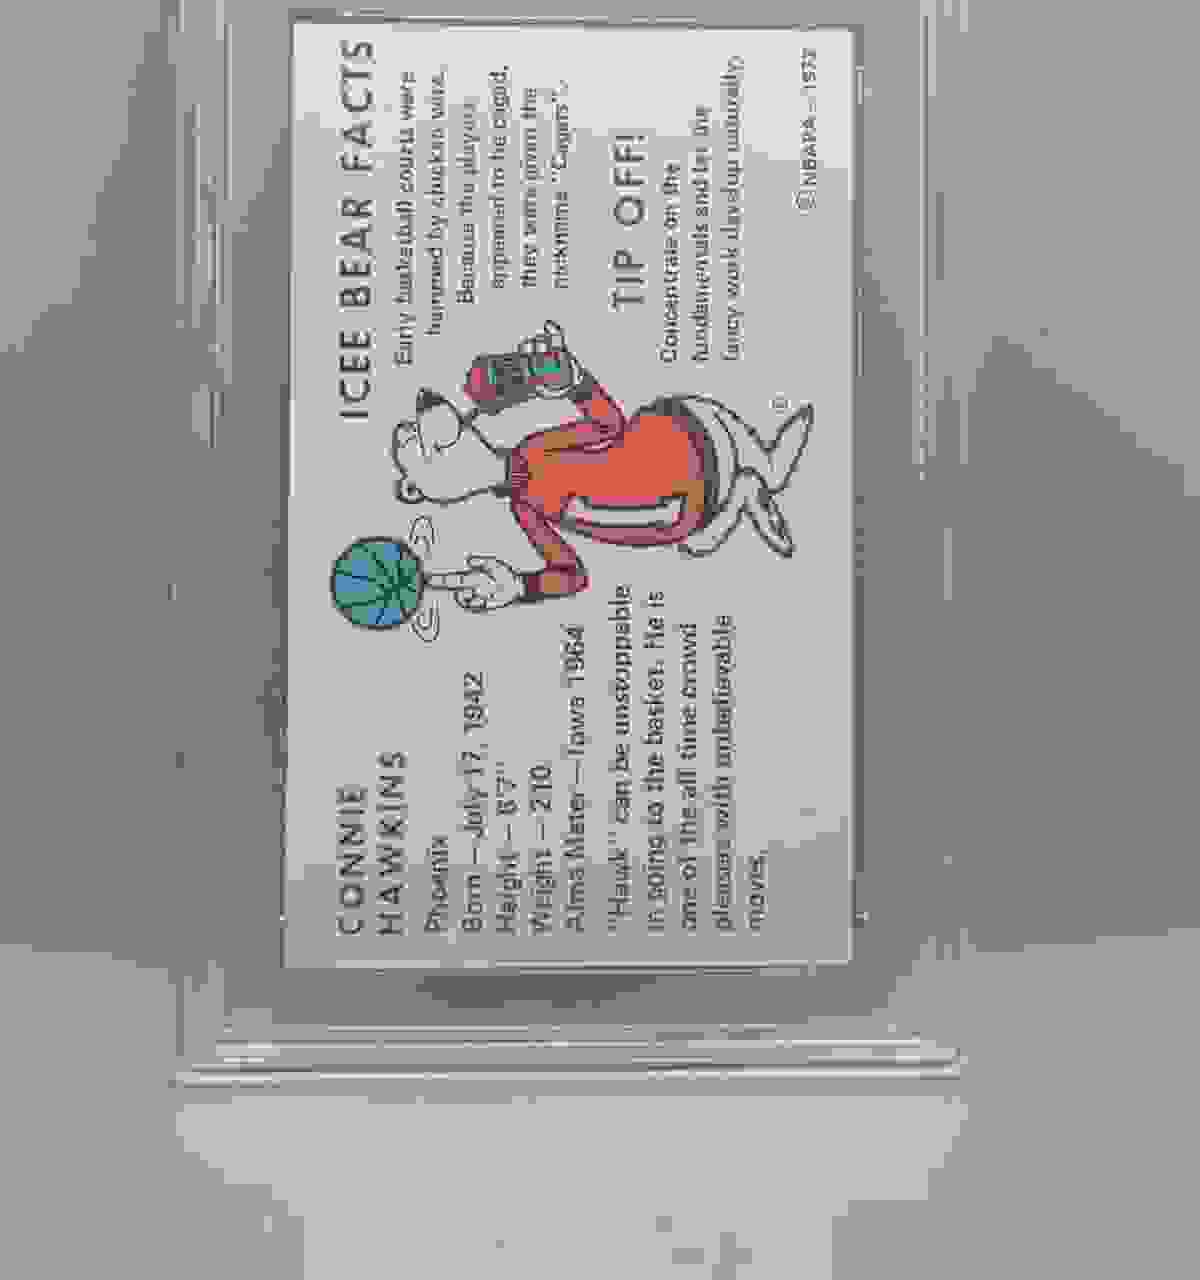 CONNIE
HAWKINS
Phoenix
Born—July 17, 1942
Height—6'7"
Weight—210
Alma Mater—Iowa 1964
"Hawk" can be unstoppable
in going to the basket. He is
one of the all time crowd
pleasers with unbelievable
moves.
ICEE BEAR FACTS
Early basketball courts were
hammed by chicken wire.
Because the players
appeared to be caged,
they were given the
nickname "Cagers".
TIP OFF!
Concentrate on the
fundamentals and let the
fancy work develop naturally.
© NBAPA—1972